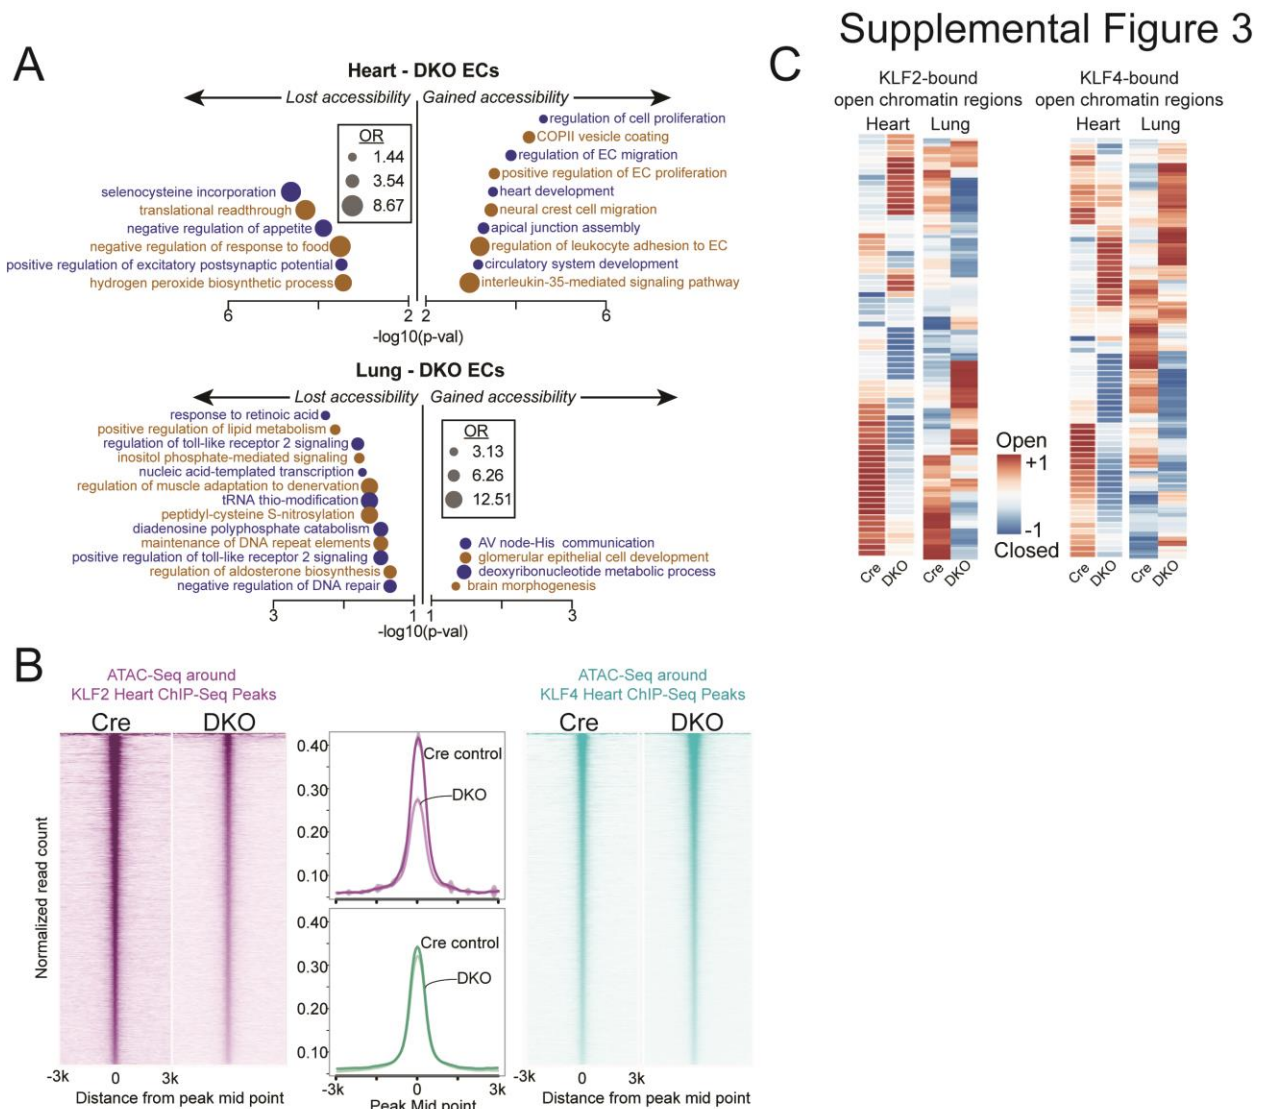 Supplemental Figure 3
A
Heart - DKO ECs
Lost accessibility
Gained accessibility
OR
1.44
3.54
8.67
selenocysteine incorporation
translational readthrough
negative regulation of appetite
negative regulation of response to food
positive regulation of excitatory postsynaptic potential
hydrogen peroxide biosynthetic process
regulation of cell proliferation
COPII vesicle coating
regulation of EC migration
positive regulation of EC proliferation
heart development
neural crest cell migration
apical junction assembly
regulation of leukocyte adhesion to EC
circulatory system development
interleukin-35-mediated signaling pathway
6 2 2 6
-log10(p-val)
Lung - DKO ECs
Lost accessibility
Gained accessibility
response to retinoic acid
positive regulation of lipid metabolism
regulation of toll-like receptor 2 signaling
inositol phosphate-mediated signaling
nucleic acid-templated transcription
regulation of muscle adaptation to denervation
tRNA thio-modification
peptidyl-cysteine S-nitrosylation
diadenosine polyphosphate catabolism
maintenance of DNA repeat elements
positive regulation of toll-like receptor 2 signaling
regulation of aldosterone biosynthesis
negative regulation of DNA repair
OR
3.13
6.26
12.51
AV node-His communication
glomerular epithelial cell development
deoxyribonucleotide metabolic process
brain morphogenesis
3 1 1 3
-log10(p-val)
B
ATAC-Seq around
KLF2 Heart ChIP-Seq Peaks
Cre DKO
Normalized read count
-3k 0 3k
Distance from peak mid point
0.40
0.30
0.20
0.10
Cre control
DKO
0.40
0.30
0.20
0.10
Cre control
DKO
-3k 0 3k
Peak Mid point
ATAC-Seq around
KLF4 Heart ChIP-Seq Peaks
Cre DKO
-3k 0 3k
Distance from peak mid point
C
KLF2-bound
open chromatin regions
Heart Lung
Cre DKO Cre DKO
Open
+1
-1
Closed
KLF4-bound
open chromatin regions
Heart Lung
Cre DKO Cre DKO